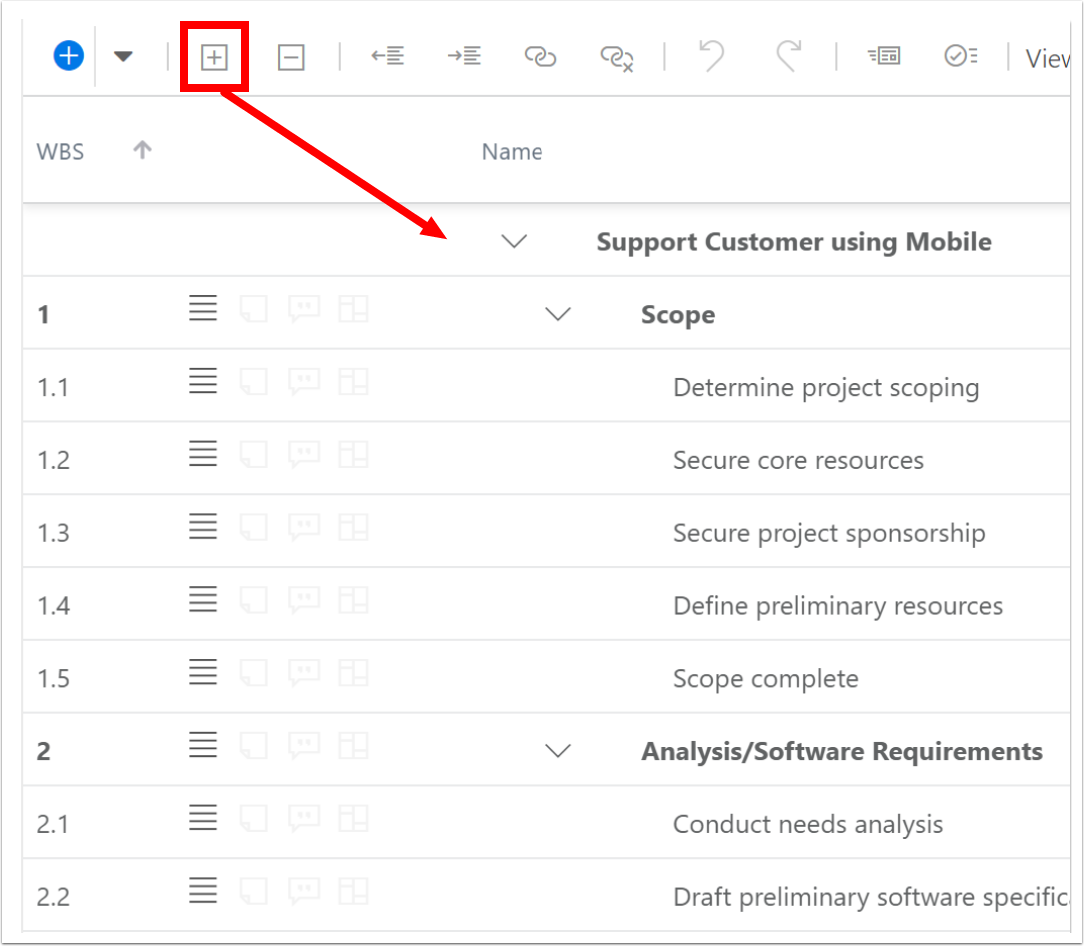 View
WBS Name
Support Customer using Mobile
1 Scope
1.1 Determine project scoping
1.2 Secure core resources
1.3 Secure project sponsorship
1.4 Define preliminary resources
1.5 Scope complete
2 Analysis/Software Requirements
2.1 Conduct needs analysis
2.2 Draft preliminary software specific